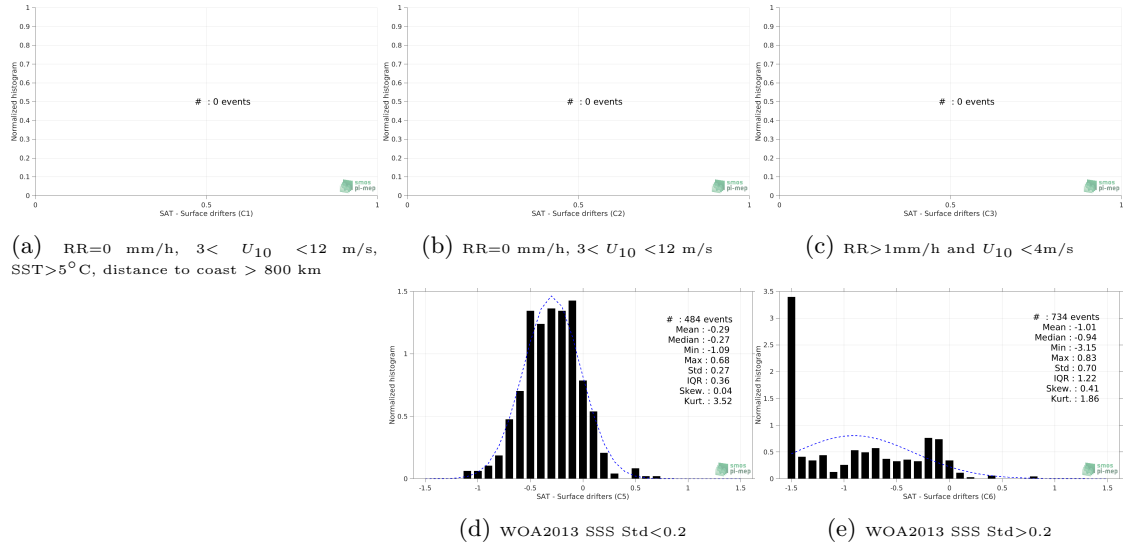 1
0.9
0.8
0.7
0.6
0.5
0.4
0.3
0.2
0.1
0
Normalized histogram
# : 0 events
0 0.5 1
SAT - Surface drifters (C1)
smos
pi-mep
1
0.9
0.8
0.7
0.6
0.5
0.4
0.3
0.2
0.1
0
Normalized histogram
# : 0 events
0 0.5 1
SAT - Surface drifters (C2)
smos
pi-mep
1
0.9
0.8
0.7
0.6
0.5
0.4
0.3
0.2
0.1
0
Normalized histogram
# : 0 events
0 0.5 1
SAT - Surface drifters (C3)
smos
pi-mep
(a) RR=0 mm/h, 3< U10 <12 m/s,
SST>5°C, distance to coast > 800 km
(b) RR=0 mm/h, 3< U10 <12 m/s
(c) RR>1mm/h and U10 <4m/s
1.5
1
0.5
0
Normalized histogram
# : 484 events
Mean : -0.29
Median : -0.27
Min : -1.09
Max : 0.68
Std : 0.27
IQR : 0.36
Skew. : 0.04
Kurt. : 3.52
smos
pi-mep
-1.5 -1 -0.5 0 0.5 1 1.5
SAT - Surface drifters (C5)
3.5
3
2.5
2
1.5
1
0.5
0
Normalized histogram
# : 734 events
Mean : -1.01
Median : -0.94
Min : -3.15
Max : 0.83
Std : 0.70
IQR : 1.22
Skew. : 0.41
Kurt. : 1.86
smos
pi-mep
-1.5 -1 -0.5 0 0.5 1 1.5
SAT - Surface drifters (C6)
(d) WOA2013 SSS Std<0.2
(e) WOA2013 SSS Std>0.2